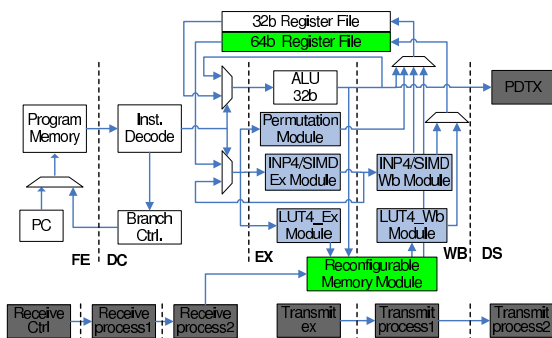 32b Register File
64b Register File
ALU
32b
PDTX
Program
Memory
Inst.
Decode
Permutation
Module
INP4/SIMD
Ex Module
INP4/SIMD
Wb Module
PC
Branch
Ctrl.
LUT4_Ex
Module
LUT4_Wb
Module
FE
DC
EX
WB
DS
Reconfigurable
Memory Module
Receive
Ctrl
Receive
process1
Receive
process2
Transmit
ex
Transmit
process1
Transmit
process2